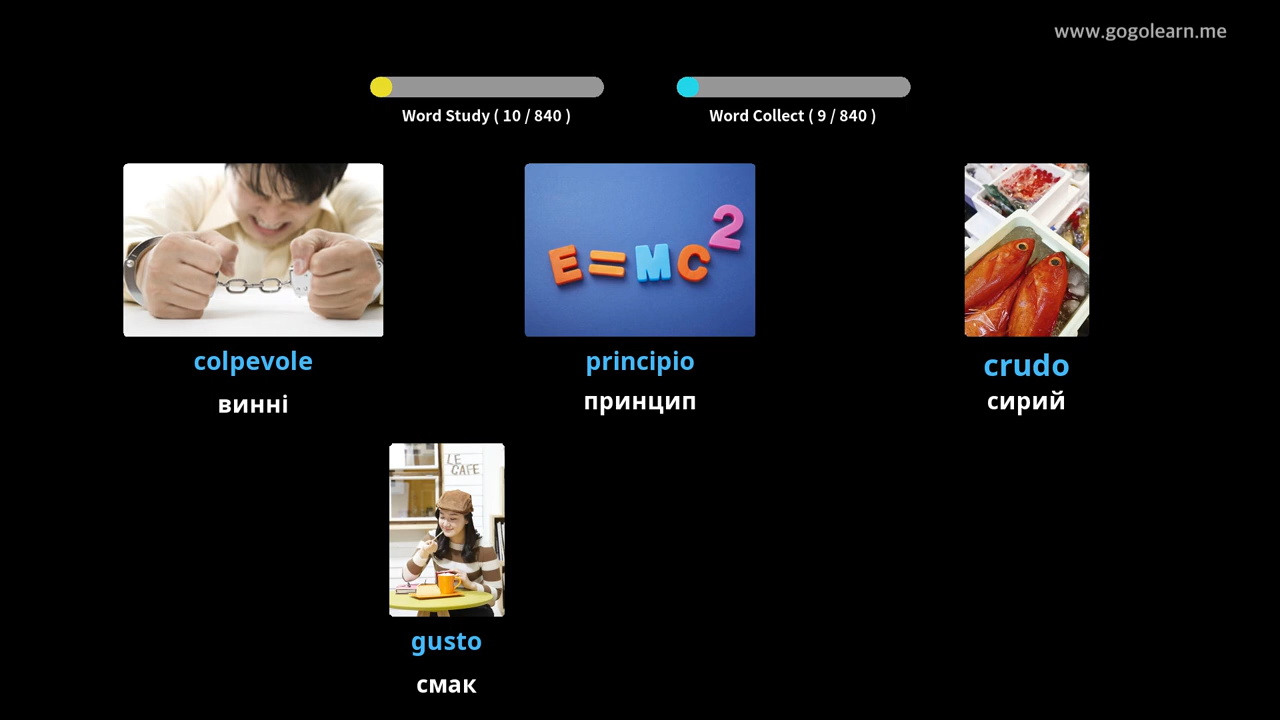 www.gogolearn.me
Word Study ( 10 / 840 )
Word Collect ( 9 / 840 )
E=MC2
colpevole
principio
crudo
винні
принцип
сирий
LE
CAFE
gusto
смак